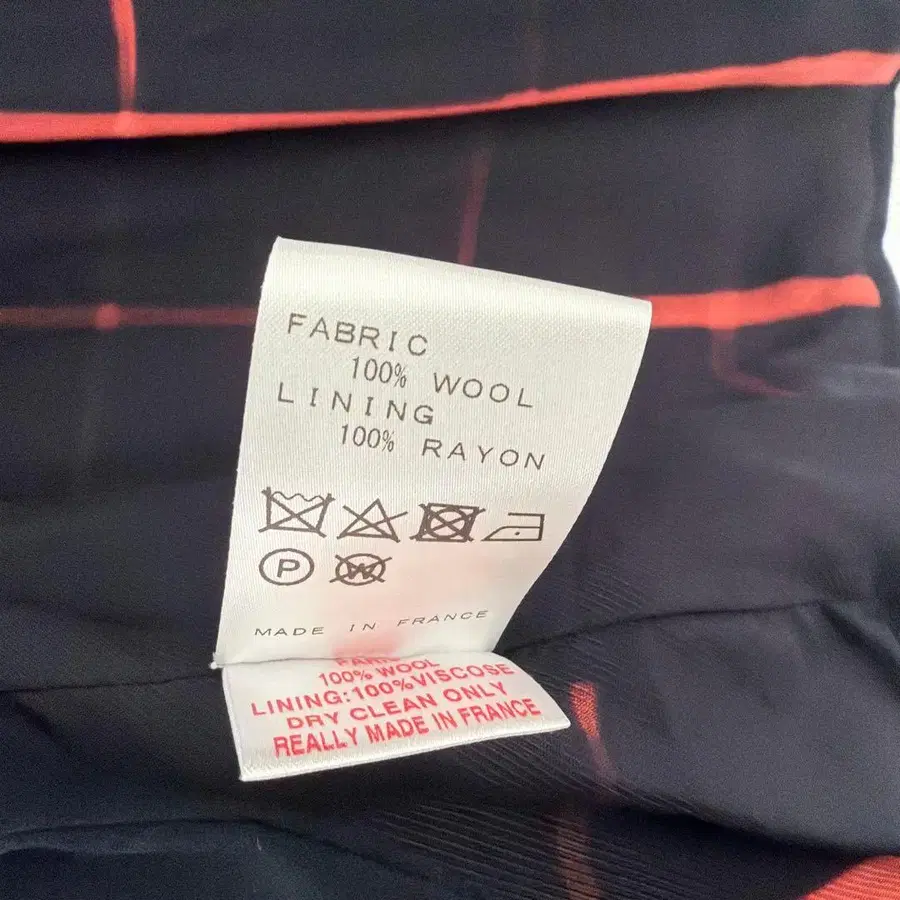 FABRIC
100% WOOL
LINING
100% RAYON
P W
MADE IN FRANCE
PARIS
100% WOOL
LINING:100%VISCOSE
DRY CLEAN ONLY
REALLY MADE IN FRANCE